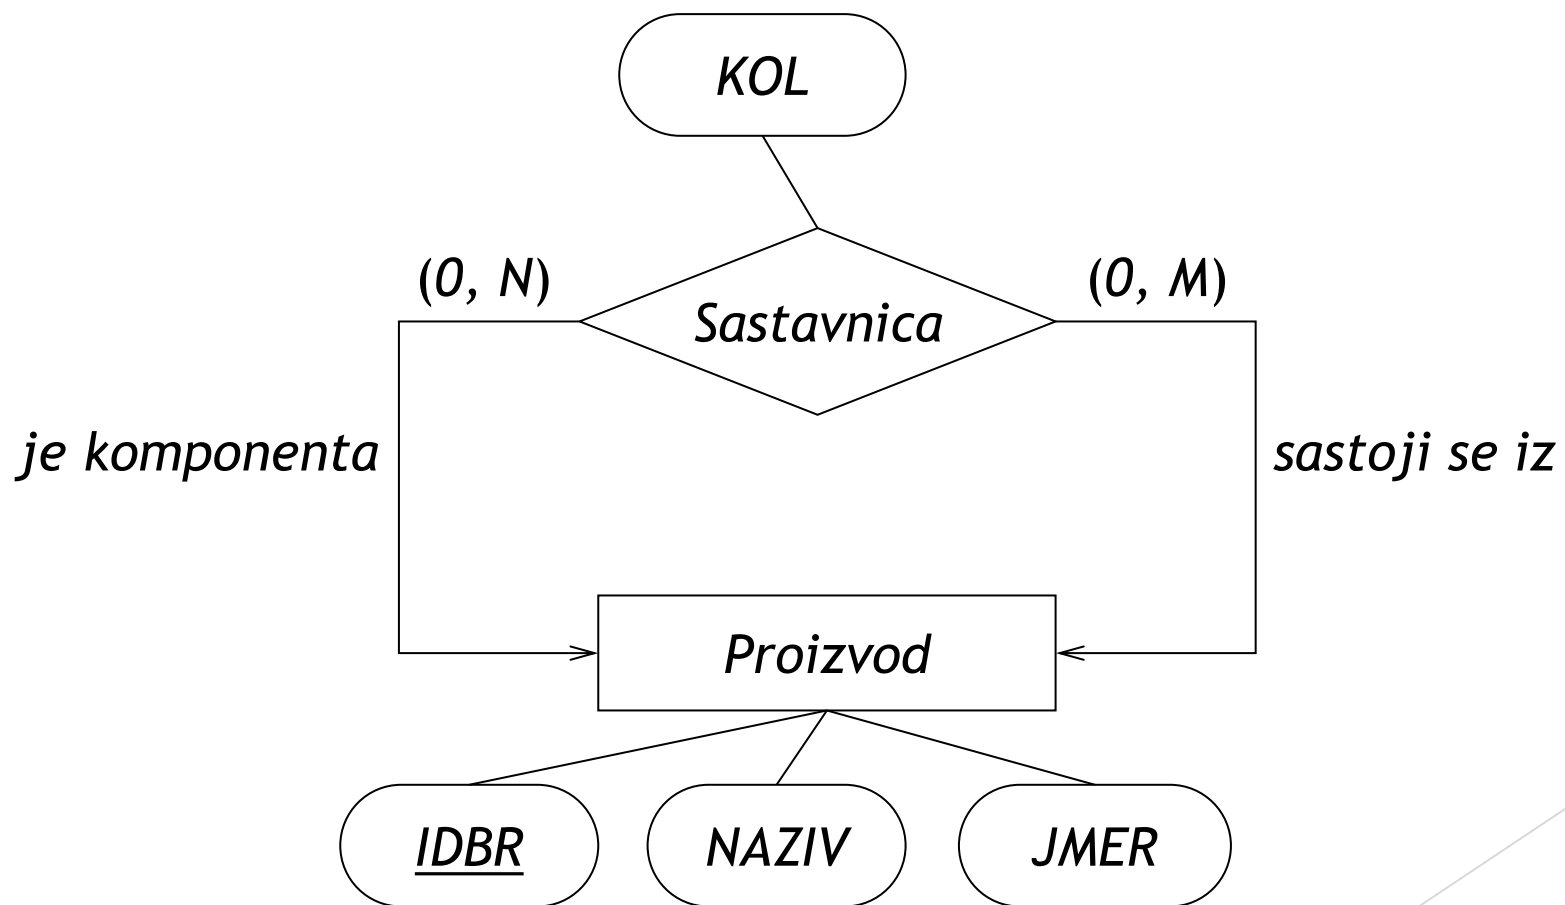 KOL
(0, N)
(0, M)
Sastavnica
je komponenta
sastoji se iz
Proizvod
IDBR
NAZIV
JMER